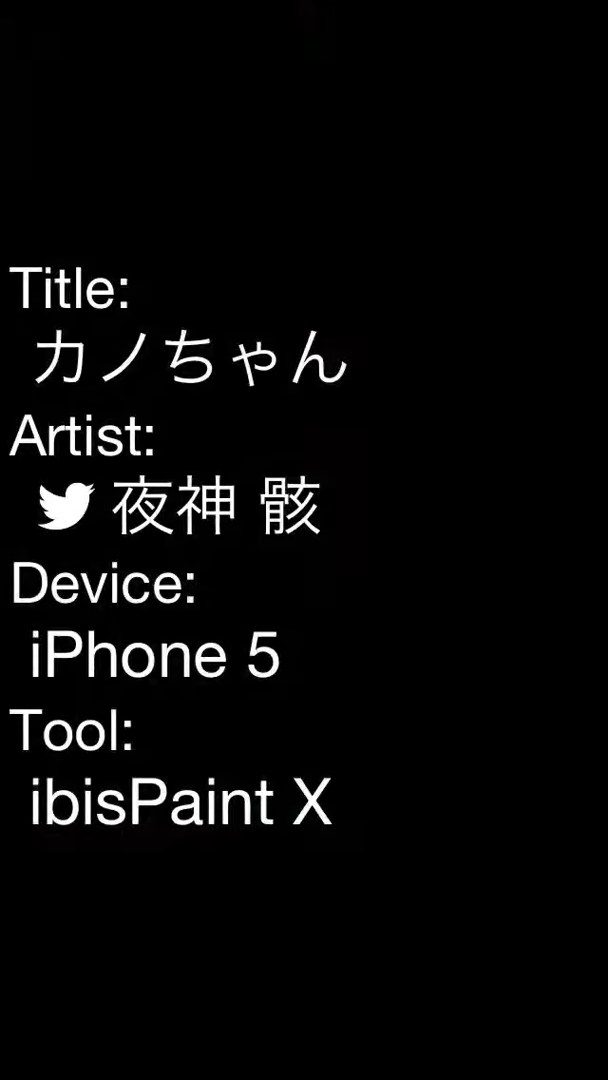 Title:
カノちゃん
Artist:
夜神 骸
Device:
iPhone 5
Tool:
ibisPaint X